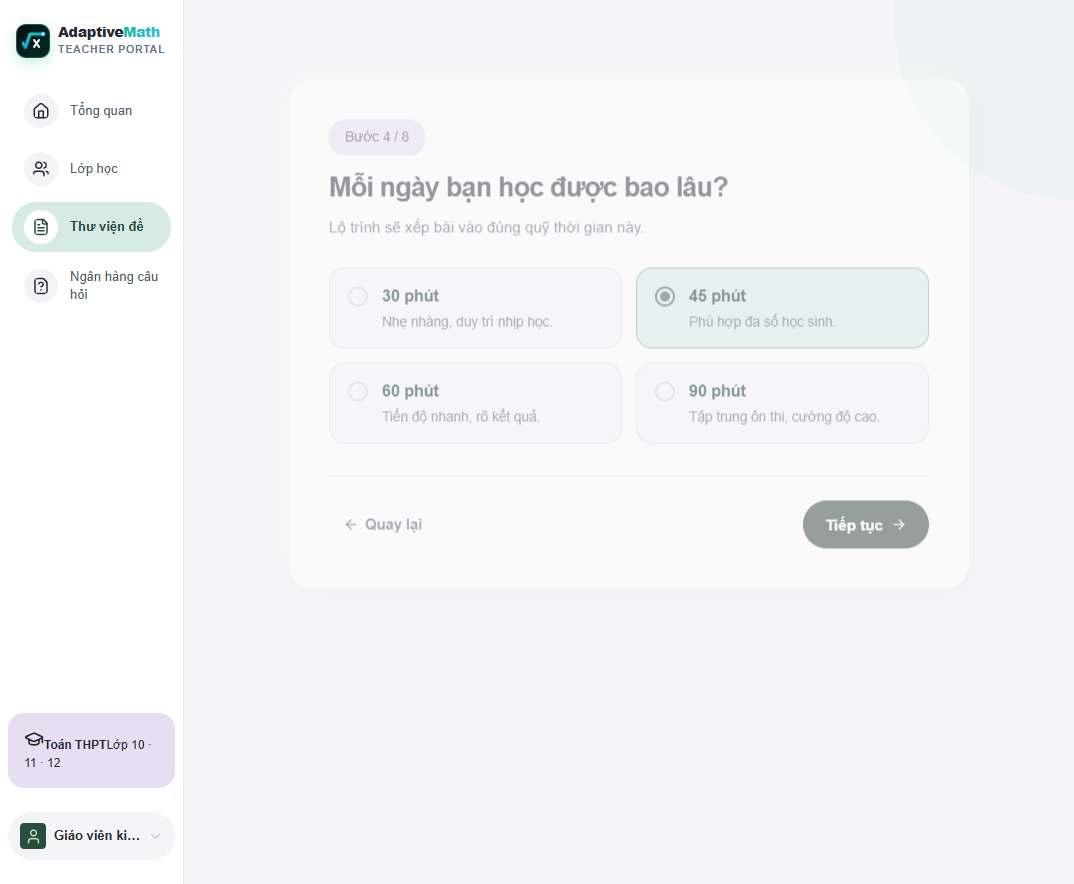 AdaptiveMath
TEACHER PORTAL
Tổng quan
Lớp học
Thư viện đề
Ngân hàng câu
hỏi
Toán THPTLớp 10 ·
11 · 12
Giáo viên ki...
Bước 4 / 8
Mỗi ngày bạn học được bao lâu?
Lộ trình sẽ xếp bài vào đúng quỹ thời gian này.
30 phút
Nhẹ nhàng, duy trì nhịp học.
45 phút
Phù hợp đa số học sinh.
60 phút
Tiến độ nhanh, rõ kết quả.
90 phút
Tập trung ôn thi, cường độ cao.
Quay lại
Tiếp tục